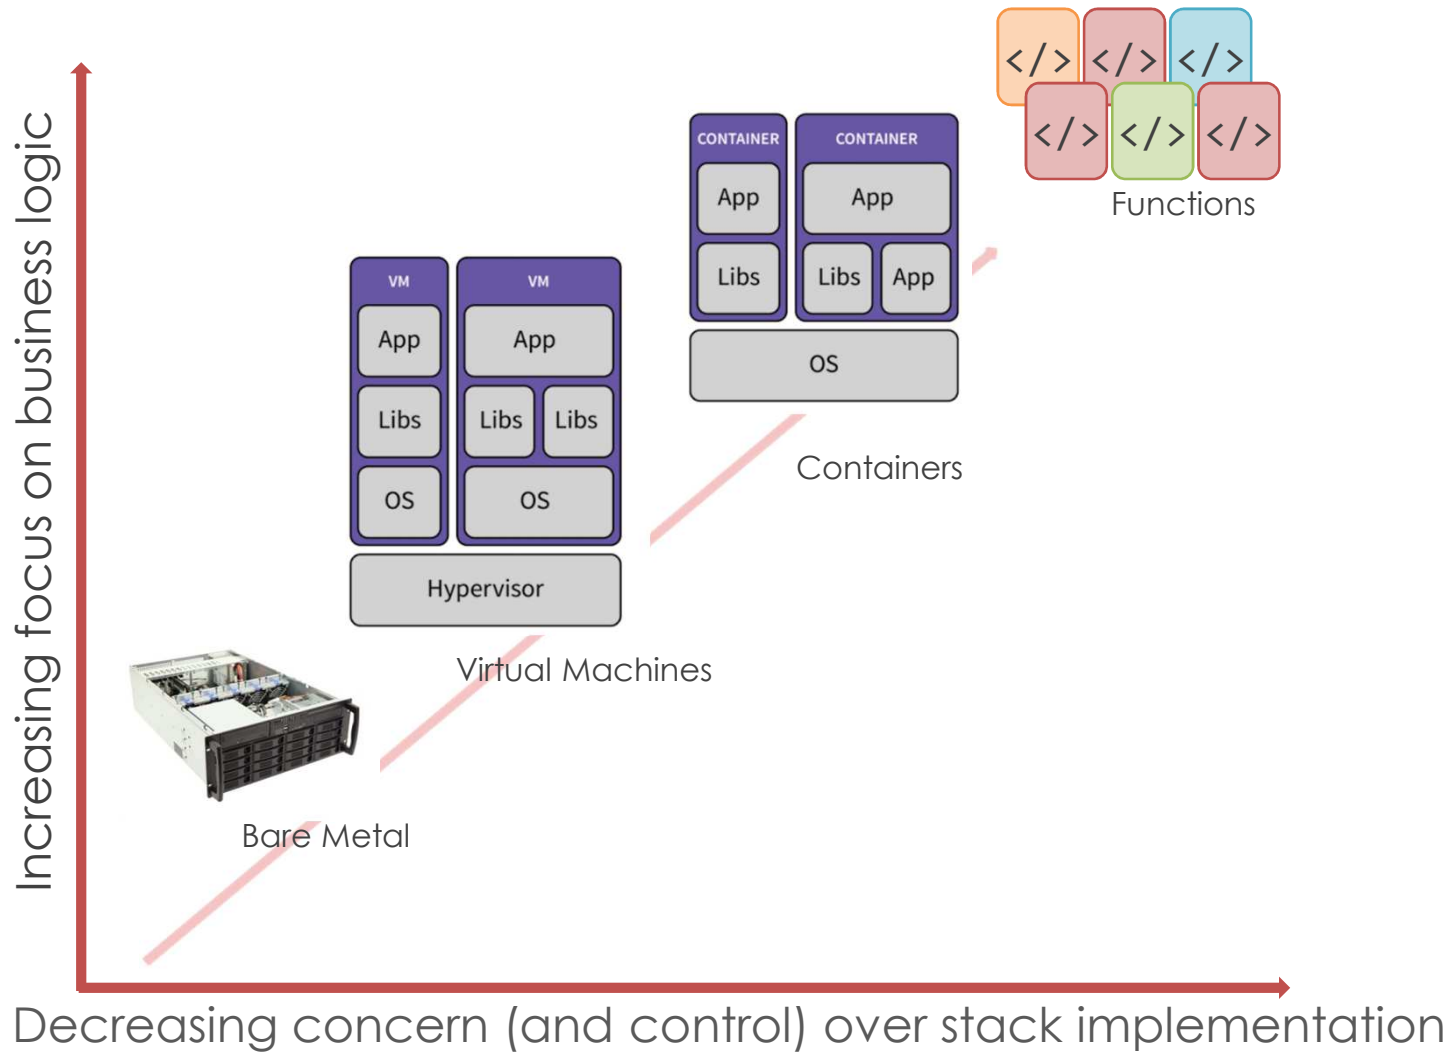 </> </> </>
</> </> </>
Functions
CONTAINER CONTAINER
App App
Libs Libs App
OS
Containers
VM VM
App App
Libs Libs Libs
OS OS
Hypervisor
Virtual Machines
Bare Metal
Increasing focus on business logic
Decreasing concern (and control) over stack implementation